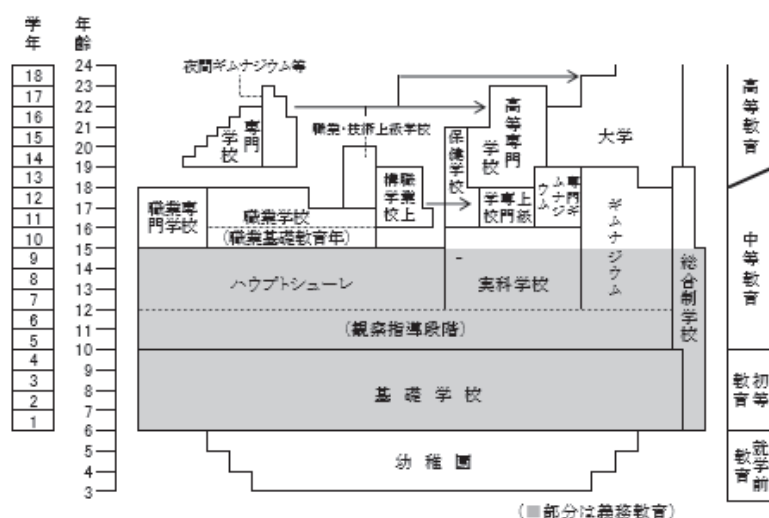 学年
年齢
18
17
16
15
14
13
12
11
10
9
8
7
6
5
4
3
2
1
24
23
22
21
20
19
18
17
16
15
14
13
12
11
10
9
8
7
6
5
4
3
夜間ギムナジウム等
専門学校
職業・技術上級学校
保健学校
高等専門学校
大学
職業専門学校
職業学校
(職業基礎教育年)
職業上構学校
上級専門学校
専門ギムナジウム
ギムナジウム
ハウプトシューレ
実科学校
総合制学校
(観察指導段階)
基礎学校
幼稚園
高等教育
中等教育
初等教育
就学前教育
(■部分は義務教育)